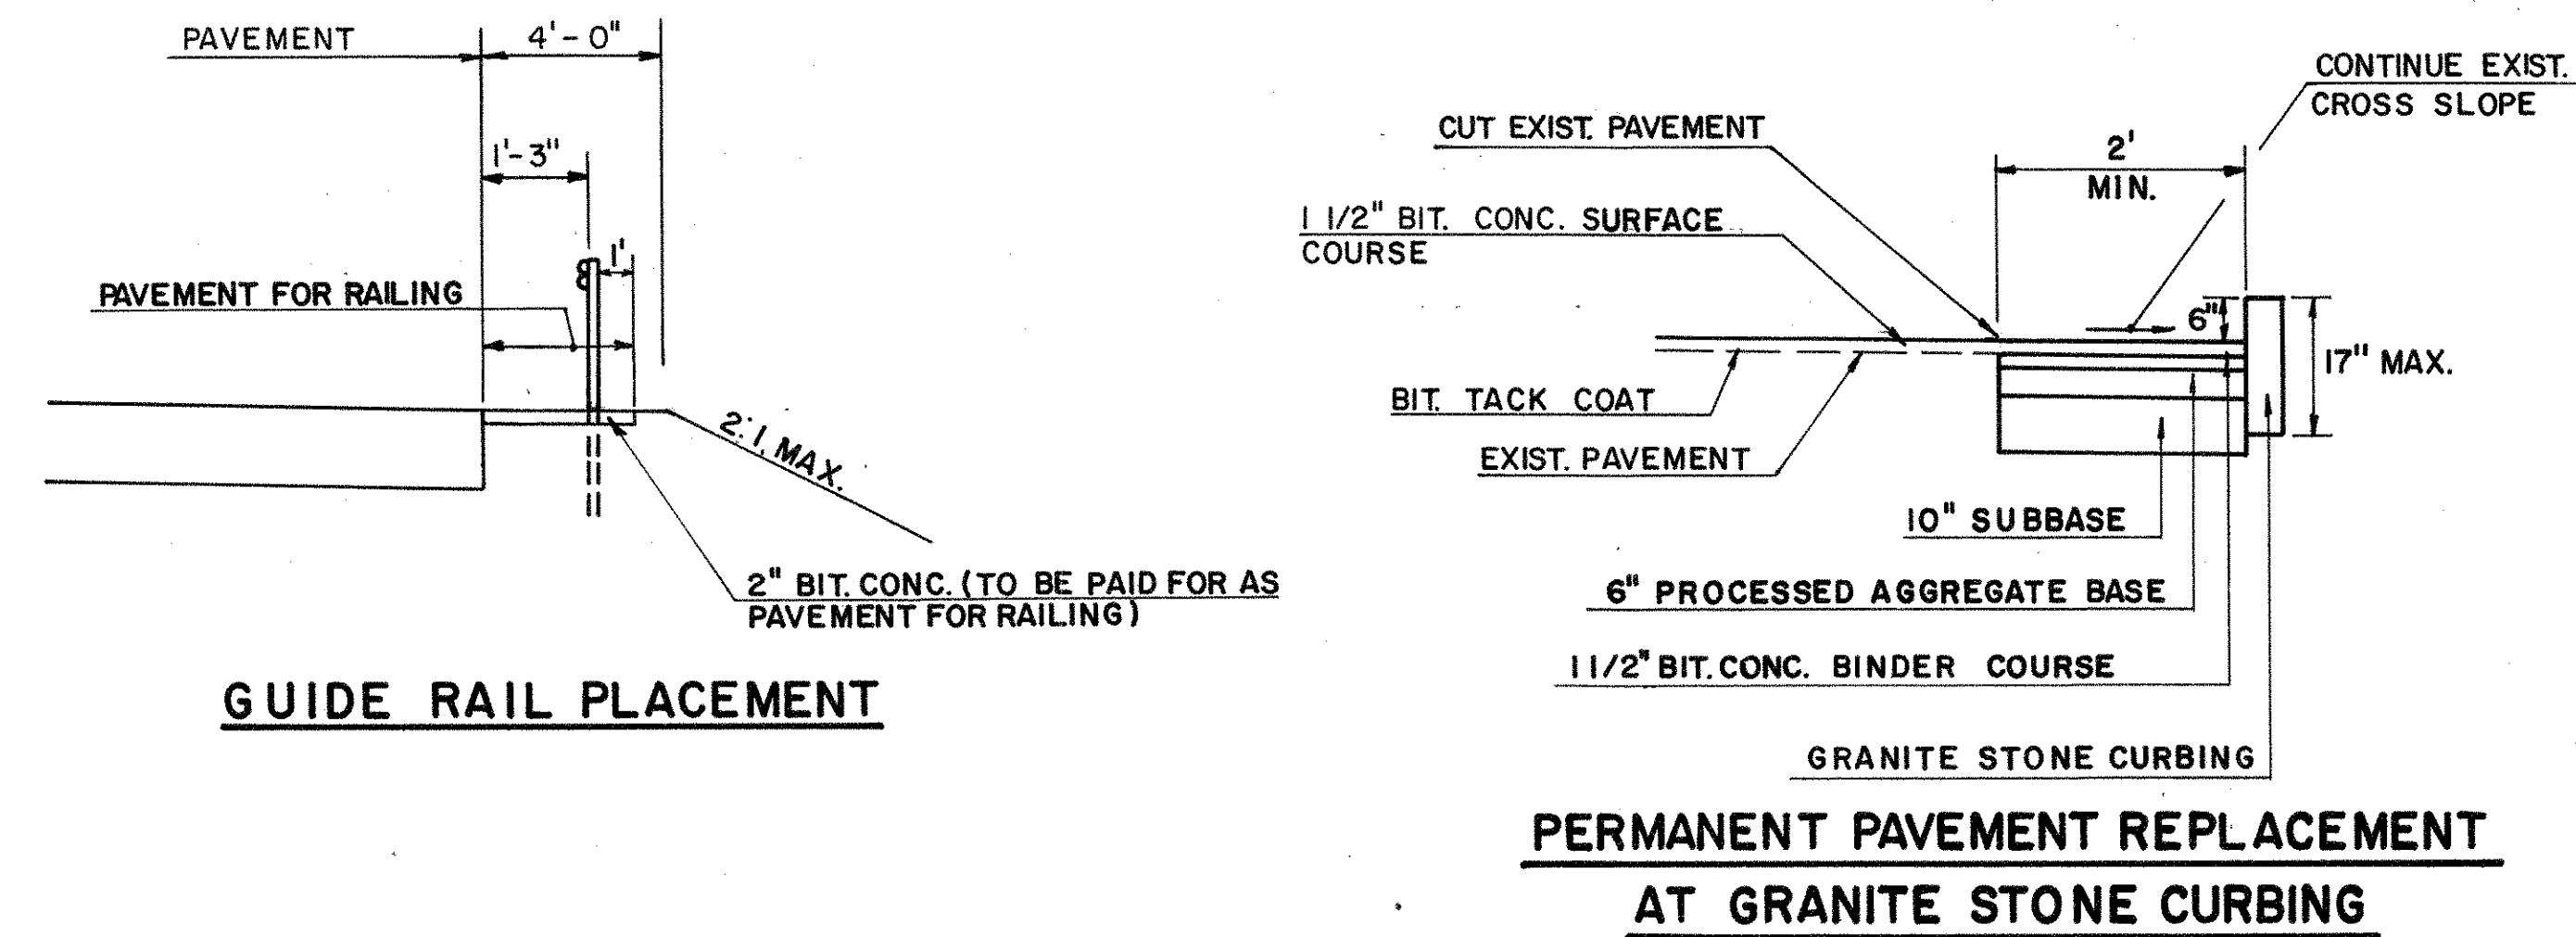 PAVEMENT
4'-0"
1'-3"
1'
PAVEMENT FOR RAILING
2:1 MAX.
2" BIT. CONC. (TO BE PAID FOR AS
PAVEMENT FOR RAILING)
GUIDE RAIL PLACEMENT
CONTINUE EXIST.
CROSS SLOPE
CUT EXIST. PAVEMENT
2'
MIN.
1 1/2" BIT. CONC. SURFACE
COURSE
6"
17" MAX.
BIT. TACK COAT
EXIST. PAVEMENT
10" SUBBASE
6" PROCESSED AGGREGATE BASE
1 1/2" BIT. CONC. BINDER COURSE
GRANITE STONE CURBING
PERMANENT PAVEMENT REPLACEMENT
AT GRANITE STONE CURBING